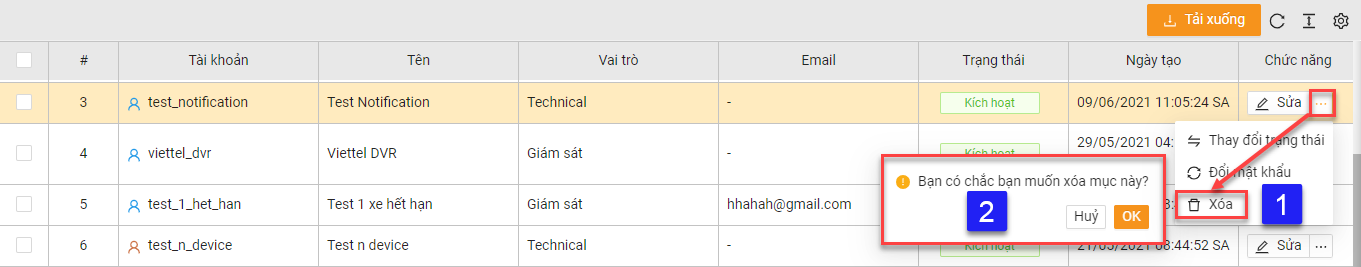 Tải xuống
# Tài khoản Tên Vai trò Email Trạng thái Ngày tạo Chức năng
3 test_notification Test Notification Technical - Kích hoạt 09/06/2021 11:05:24 SA Sửa ...
Thay đổi trạng thái
Đổi mật khẩu
Xóa
1
4 viettel_dvr Viettel DVR Giám sát - Kích hoạt 29/05/2021 04:
Bạn có chắc bạn muốn xóa mục này?
2
Huỷ OK
5 test_1_het_han Test 1 xe hết hạn Giám sát hhahah@gmail.com
6 test_n_device Test n device Technical - Kích hoạt 21/05/2021 08:44:52 SA Sửa ...